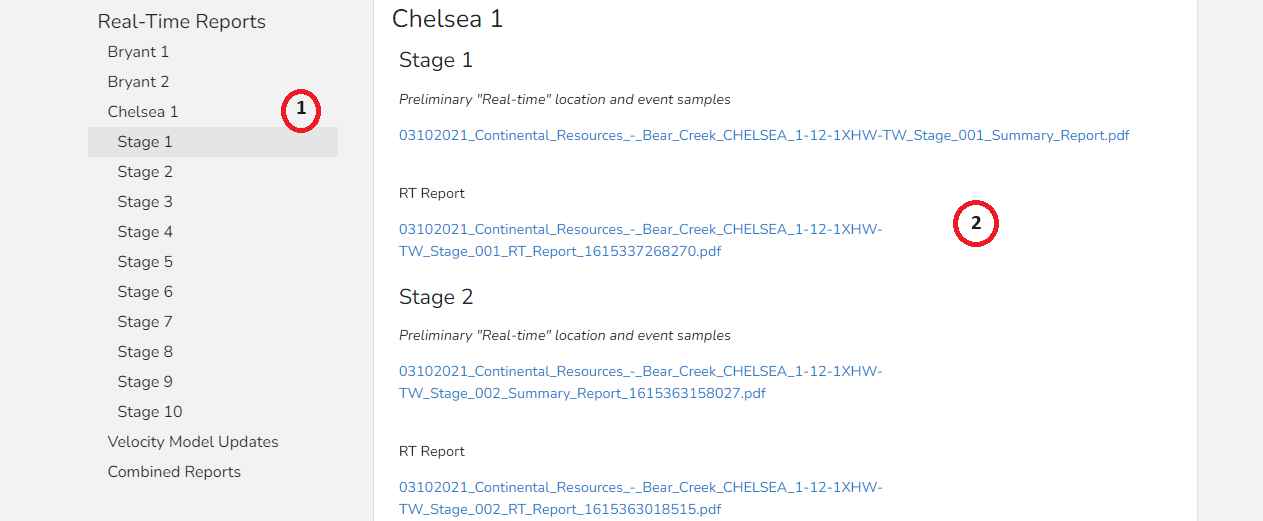 Real-Time Reports
Bryant 1
Bryant 2
Chelsea 1
1
Stage 1
Stage 2
Stage 3
Stage 4
Stage 5
Stage 6
Stage 7
Stage 8
Stage 9
Stage 10
Velocity Model Updates
Combined Reports
Chelsea 1
Stage 1
Preliminary "Real-time" location and event samples
03102021_Continental_Resources_-_Bear_Creek_CHELSEA_1-12-1XHW-TW_Stage_001_Summary_Report.pdf
RT Report
03102021_Continental_Resources_-_Bear_Creek_CHELSEA_1-12-1XHW-
TW_Stage_001_RT_Report_1615337268270.pdf
2
Stage 2
Preliminary "Real-time" location and event samples
03102021_Continental_Resources_-_Bear_Creek_CHELSEA_1-12-1XHW-
TW_Stage_002_Summary_Report_1615363158027.pdf
RT Report
03102021_Continental_Resources_-_Bear_Creek_CHELSEA_1-12-1XHW-
TW_Stage_002_RT_Report_1615363018515.pdf